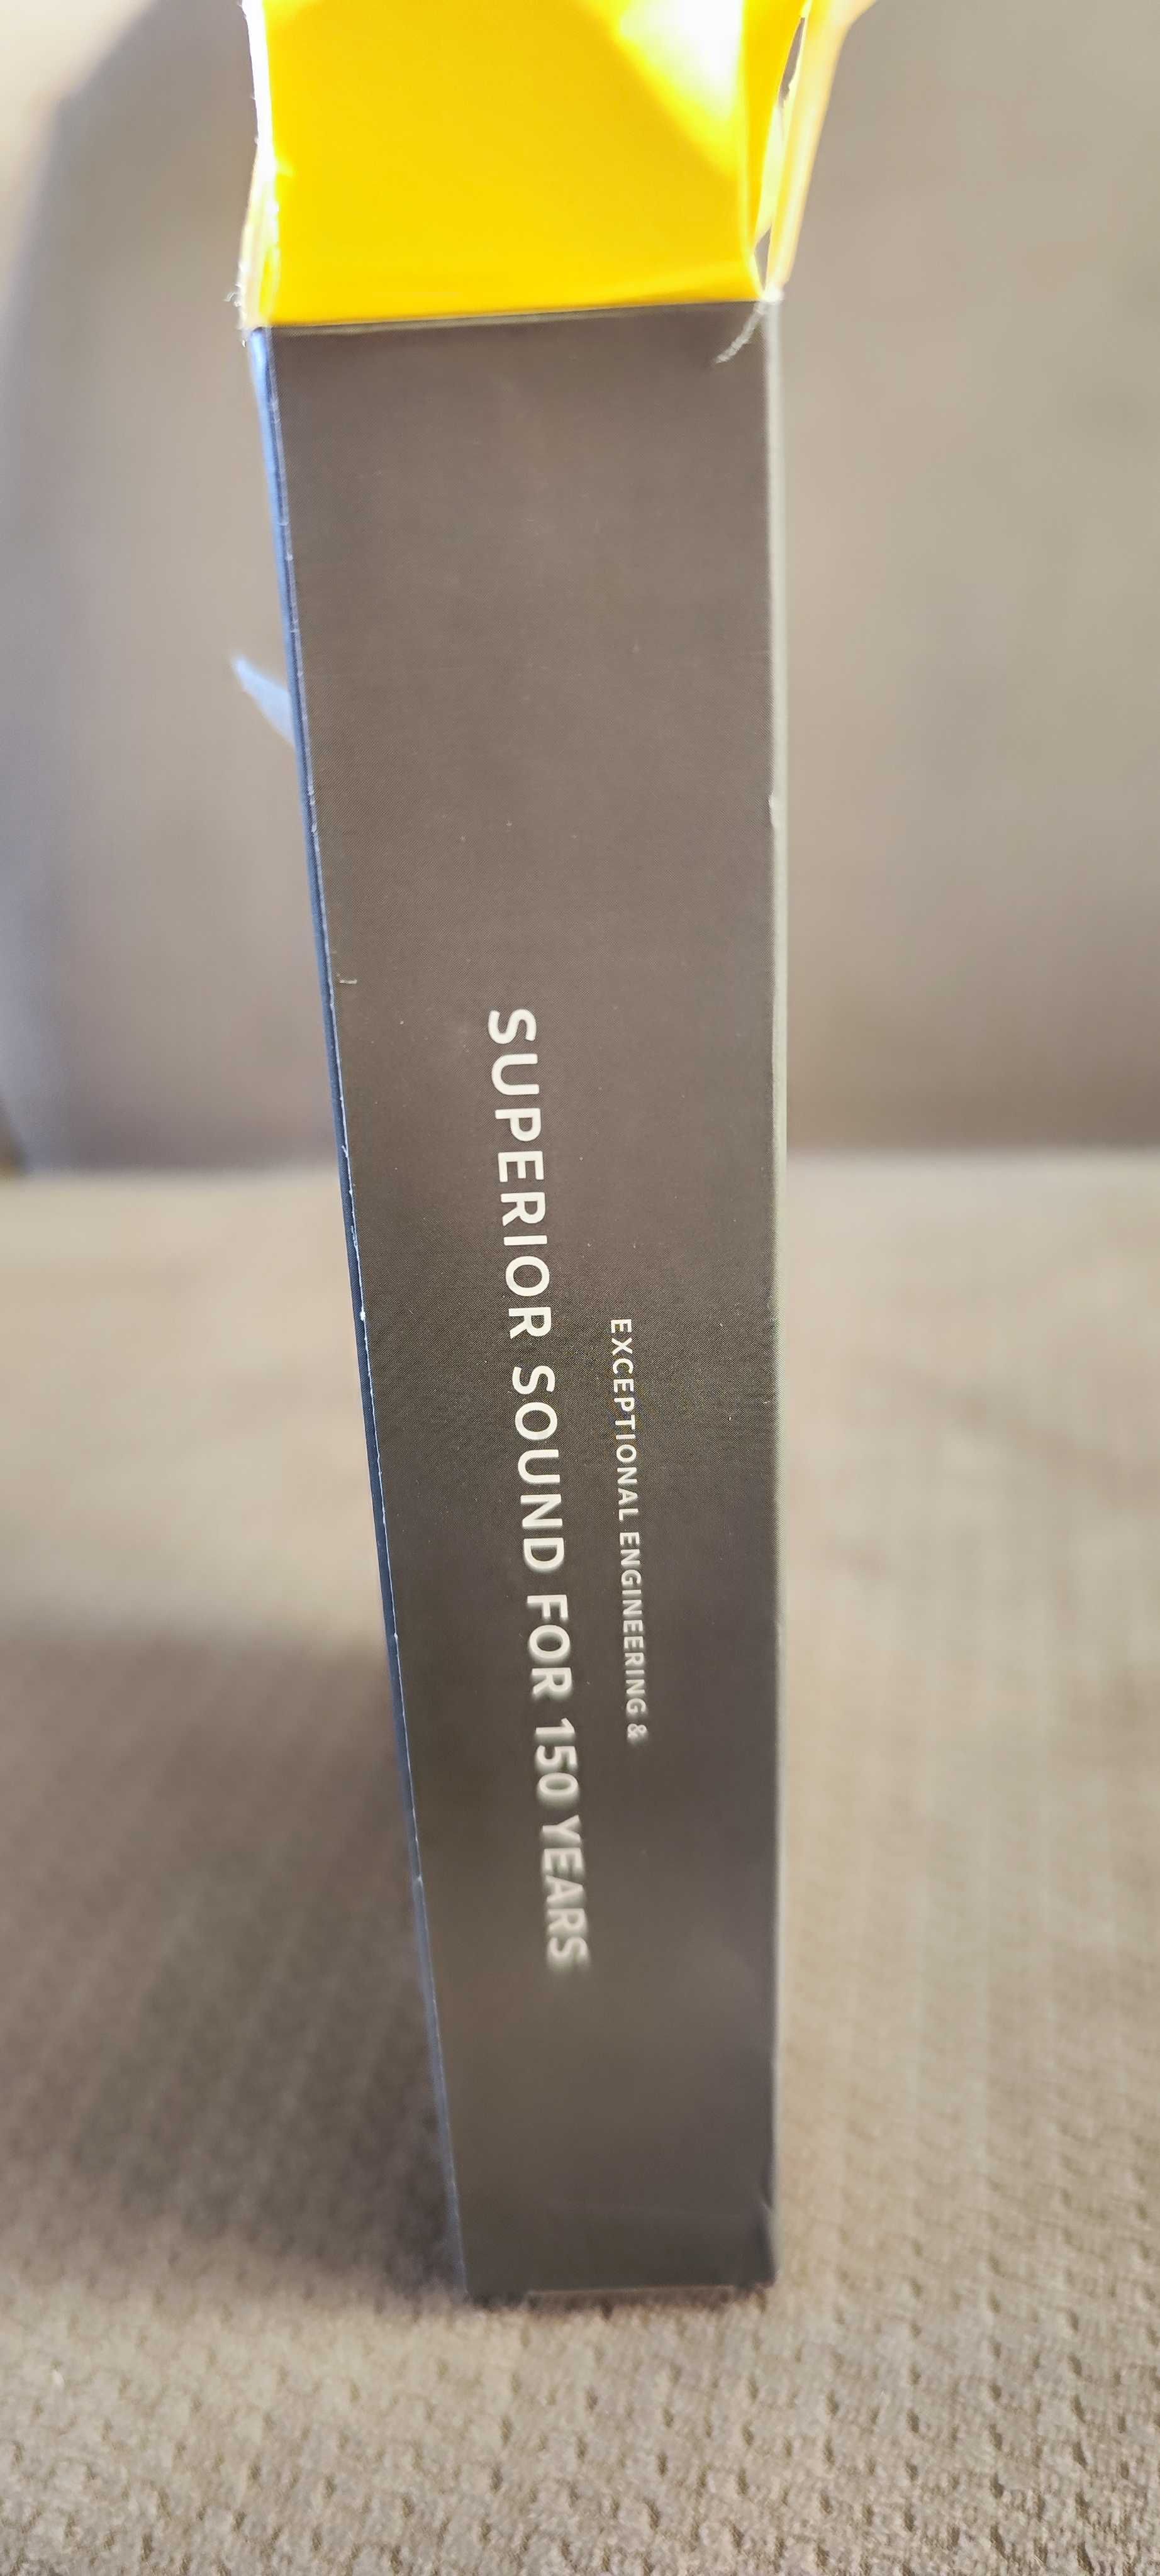 EXCEPTIONAL ENGINEERING &
SUPERIOR SOUND FOR 150 YEARS